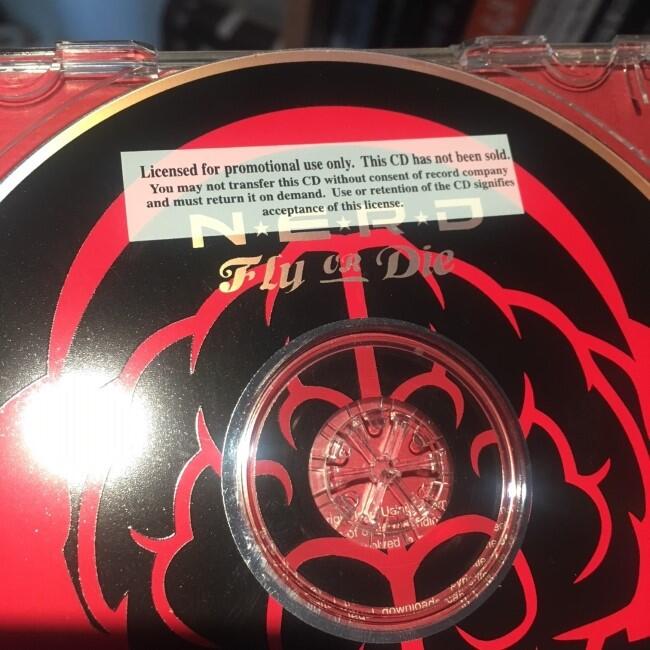 Licensed for promotional use only. This CD has not been sold.
You may not transfer this CD without consent of record company
and must return it on demand. Use or retention of the CD signifies
acceptance of this license.
N★E★R★D
Fly OR Die
Using
download